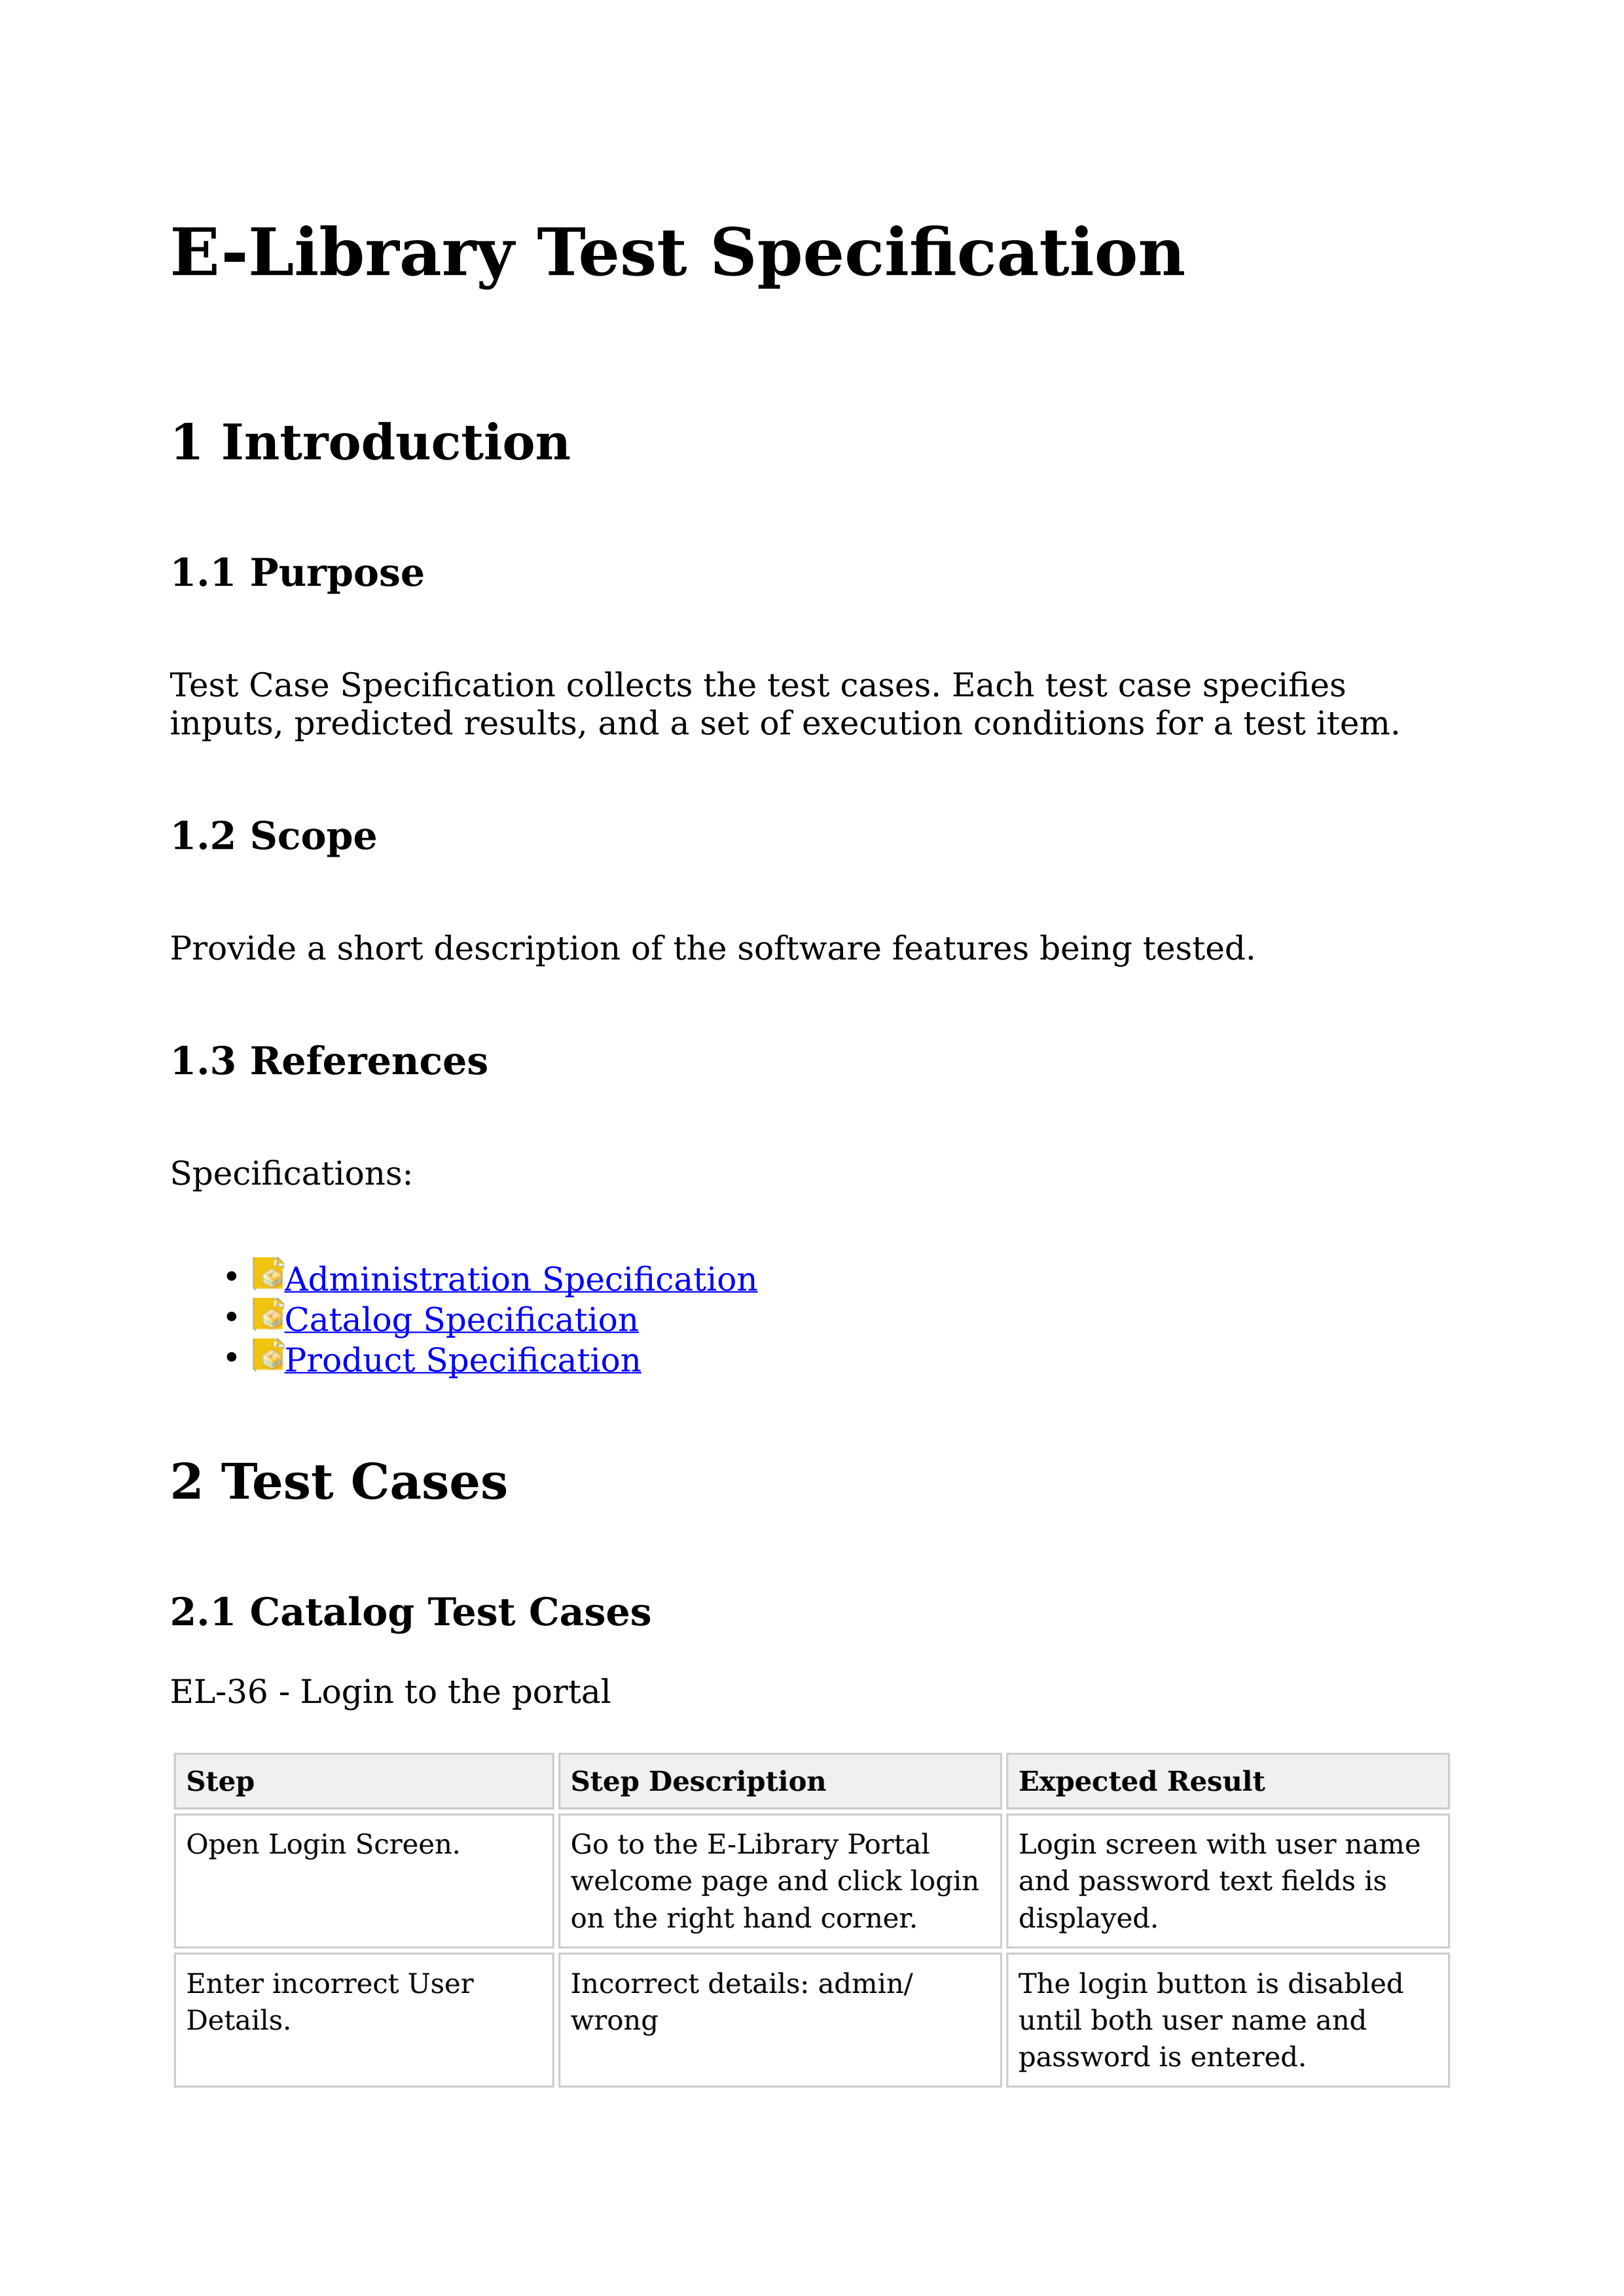 E-Library Test Specification
1 Introduction
1.1 Purpose
Test Case Specification collects the test cases. Each test case specifies
inputs, predicted results, and a set of execution conditions for a test item.
1.2 Scope
Provide a short description of the software features being tested.
1.3 References
Specifications:
• Administration Specification
• Catalog Specification
• Product Specification
2 Test Cases
2.1 Catalog Test Cases
EL-36 - Login to the portal
Step Step Description Expected Result
Open Login Screen. Go to the E-Library Portal Login screen with user name
welcome page and click login and password text fields is
on the right hand corner. displayed.
Enter incorrect User Incorrect details: admin/ The login button is disabled
Details. wrong until both user name and
password is entered.